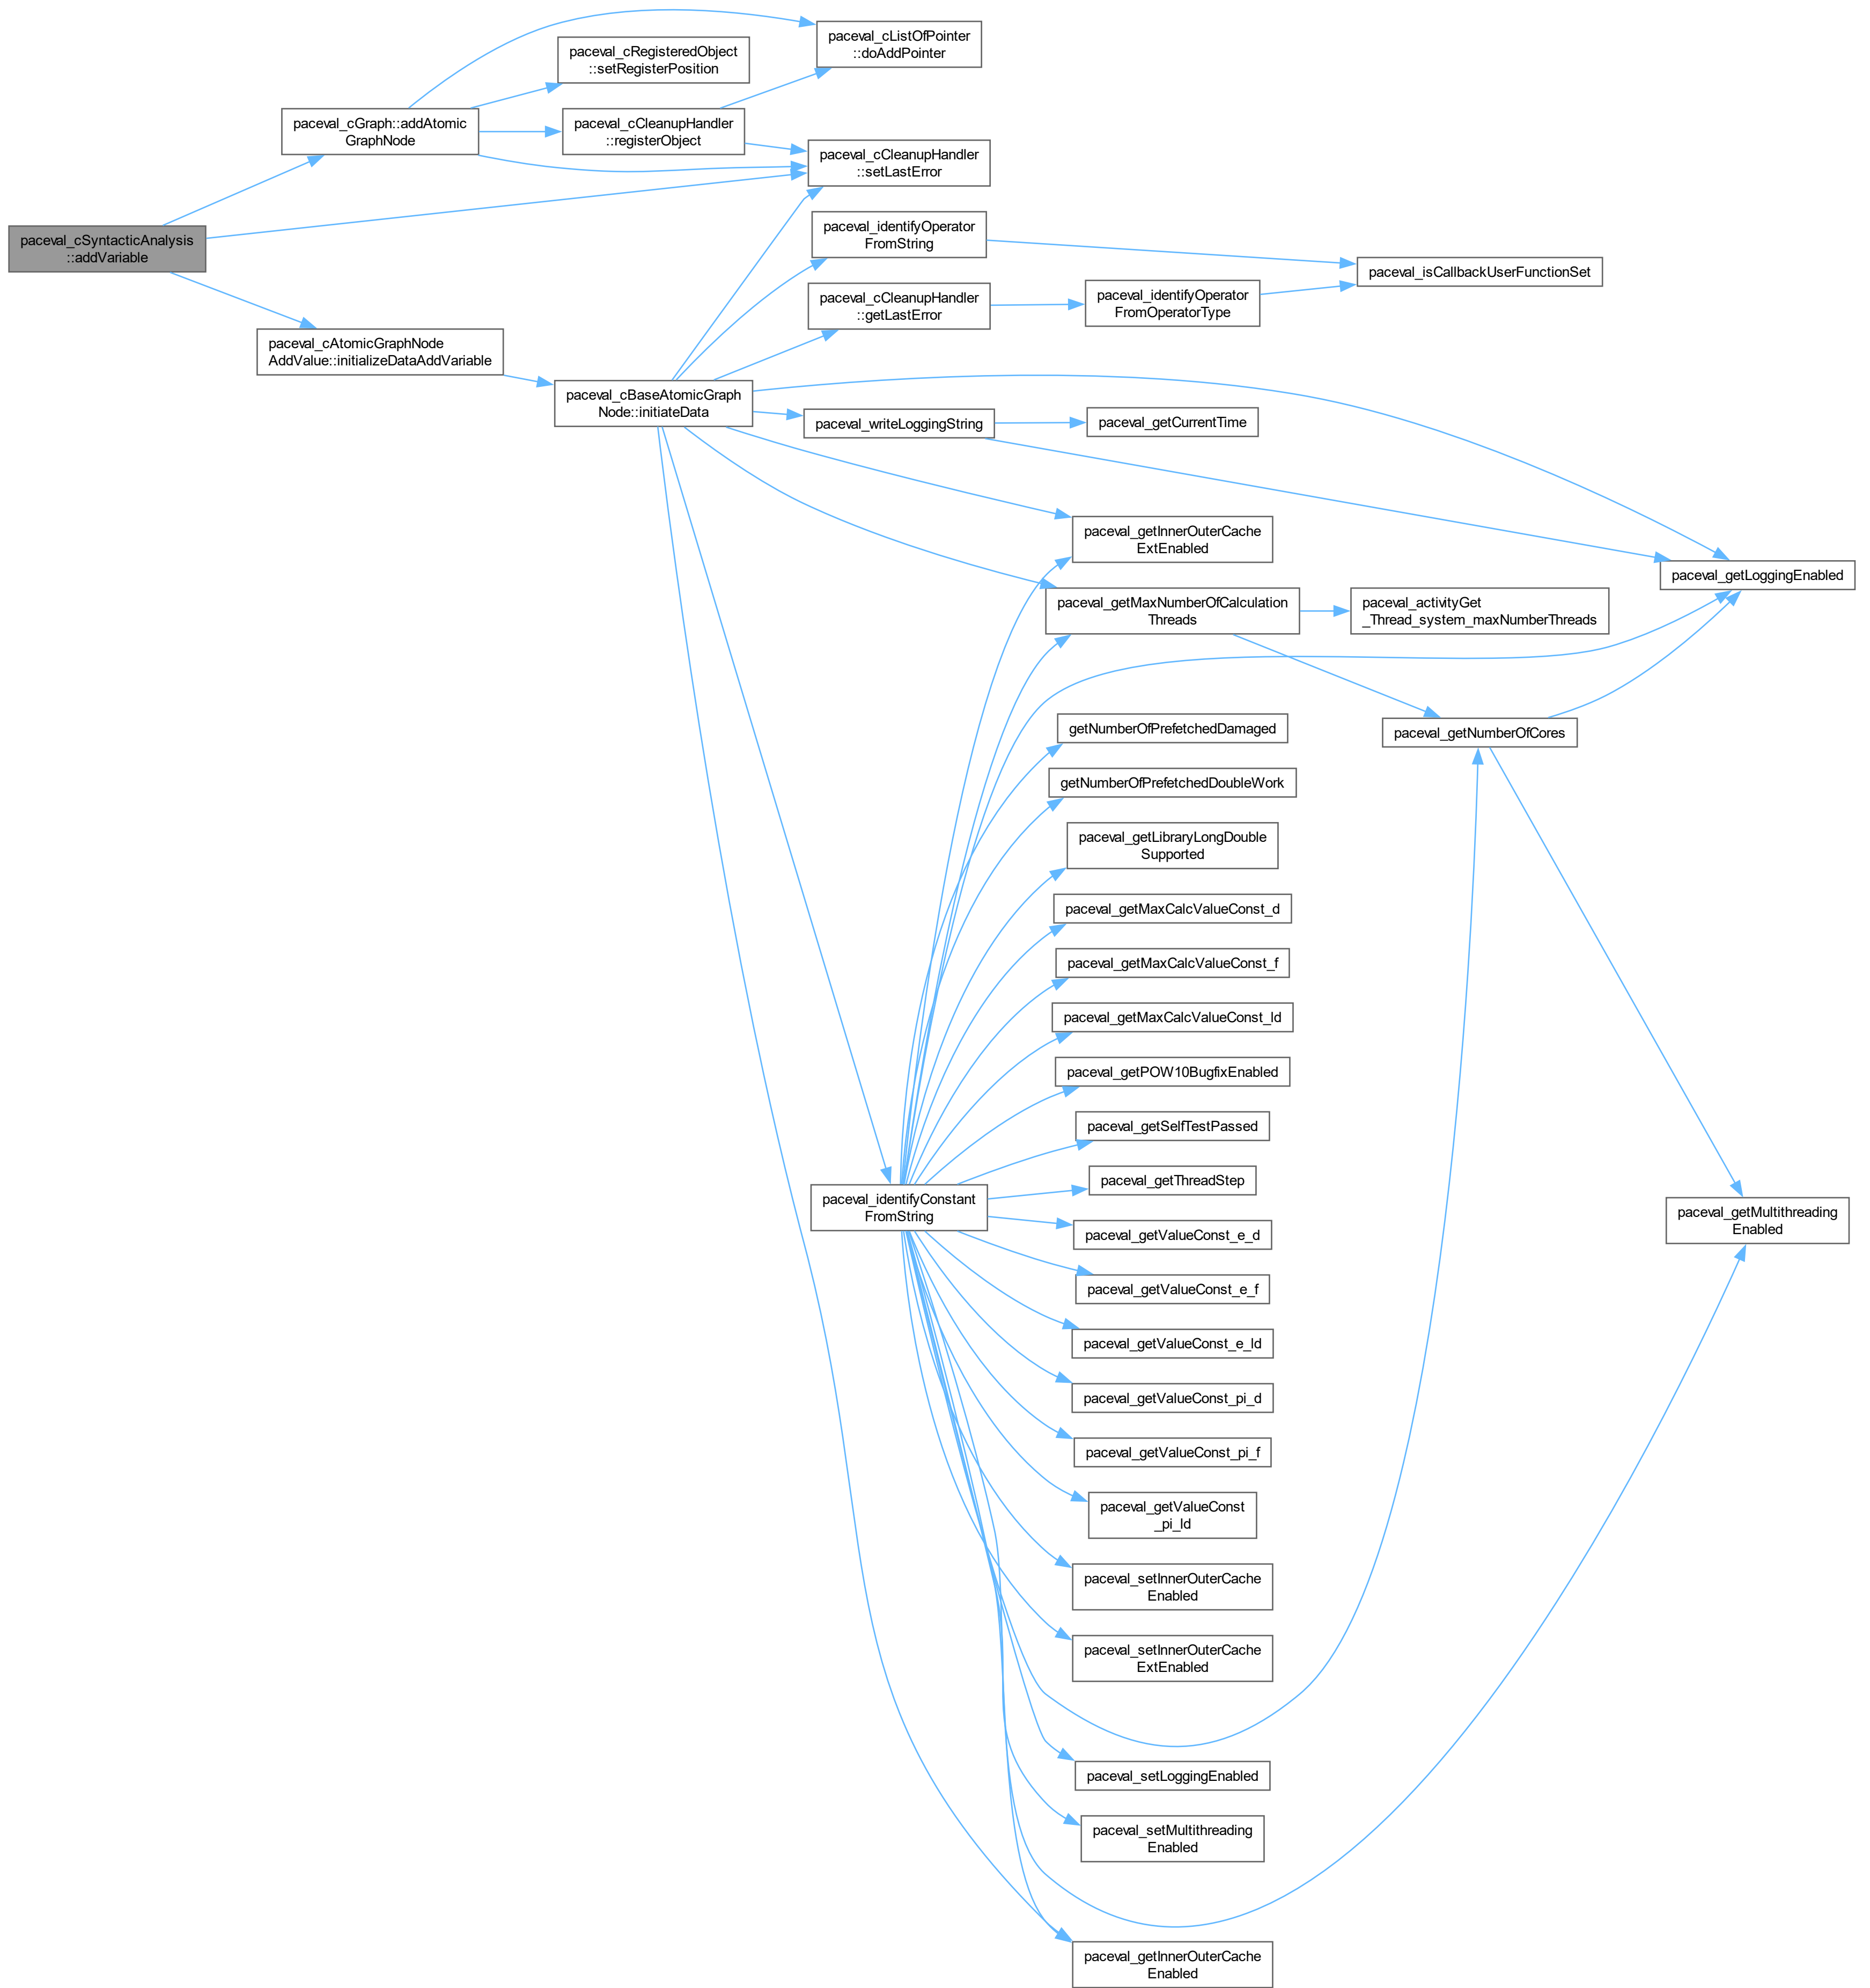 paceval_cListOfPointer
::doAddPointer
paceval_cRegisteredObject
::setRegisterPosition
paceval_cGraph::addAtomic
GraphNode
paceval_cCleanupHandler
::registerObject
paceval_cCleanupHandler
::setLastError
paceval_cSyntacticAnalysis
::addVariable
paceval_identifyOperator
FromString
paceval_isCallbackUserFunctionSet
paceval_cCleanupHandler
::getLastError
paceval_identifyOperator
FromOperatorType
paceval_cAtomicGraphNode
AddValue::initializeDataAddVariable
paceval_cBaseAtomicGraph
Node::initiateData
paceval_writeLoggingString
paceval_getCurrentTime
paceval_getInnerOuterCache
ExtEnabled
paceval_getLoggingEnabled
paceval_getMaxNumberOfCalculation
Threads
paceval_activityGet
_Thread_system_maxNumberThreads
getNumberOfPrefetchedDamaged
paceval_getNumberOfCores
getNumberOfPrefetchedDoubleWork
paceval_getLibraryLongDouble
Supported
paceval_getMaxCalcValueConst_d
paceval_getMaxCalcValueConst_f
paceval_getMaxCalcValueConst_ld
paceval_getPOW10BugfixEnabled
paceval_getSelfTestPassed
paceval_getThreadStep
paceval_identifyConstant
FromString
paceval_getMultithreading
Enabled
paceval_getValueConst_e_d
paceval_getValueConst_e_f
paceval_getValueConst_e_ld
paceval_getValueConst_pi_d
paceval_getValueConst_pi_f
paceval_getValueConst
_pi_ld
paceval_setInnerOuterCache
Enabled
paceval_setInnerOuterCache
ExtEnabled
paceval_setLoggingEnabled
paceval_setMultithreading
Enabled
paceval_getInnerOuterCache
Enabled